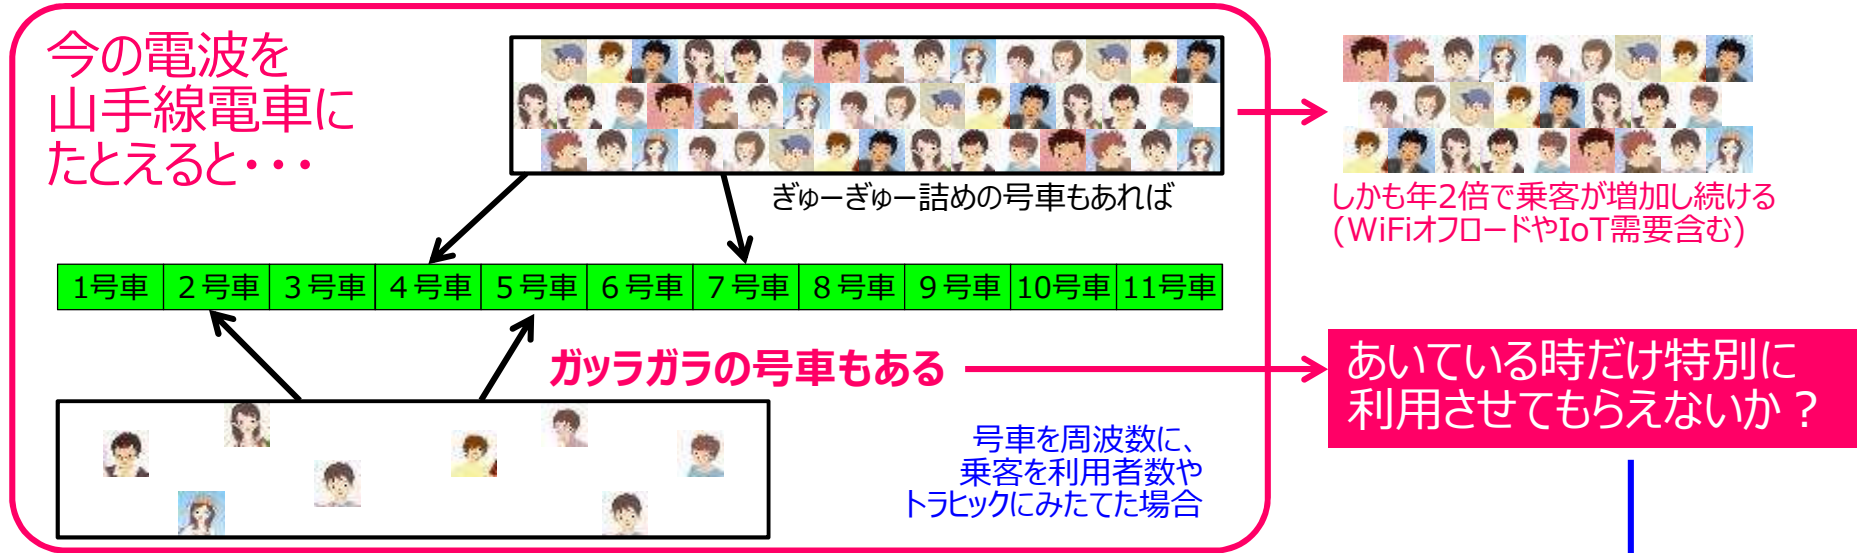 今の電波を
山手線電車に
たとえると・・・
ぎゅーぎゅー詰めの号車もあれば
しかも年2倍で乗客が増加し続ける
(WiFiオフロードやIoT需要含む)
1号車 2号車 3号車 4号車 5号車 6号車 7号車 8号車 9号車 10号車 11号車
ガッラガラの号車もある
あいている時だけ特別に
利用させてもらえないか?
号車を周波数に、
乗客を利用者数や
トラヒックにみたてた場合